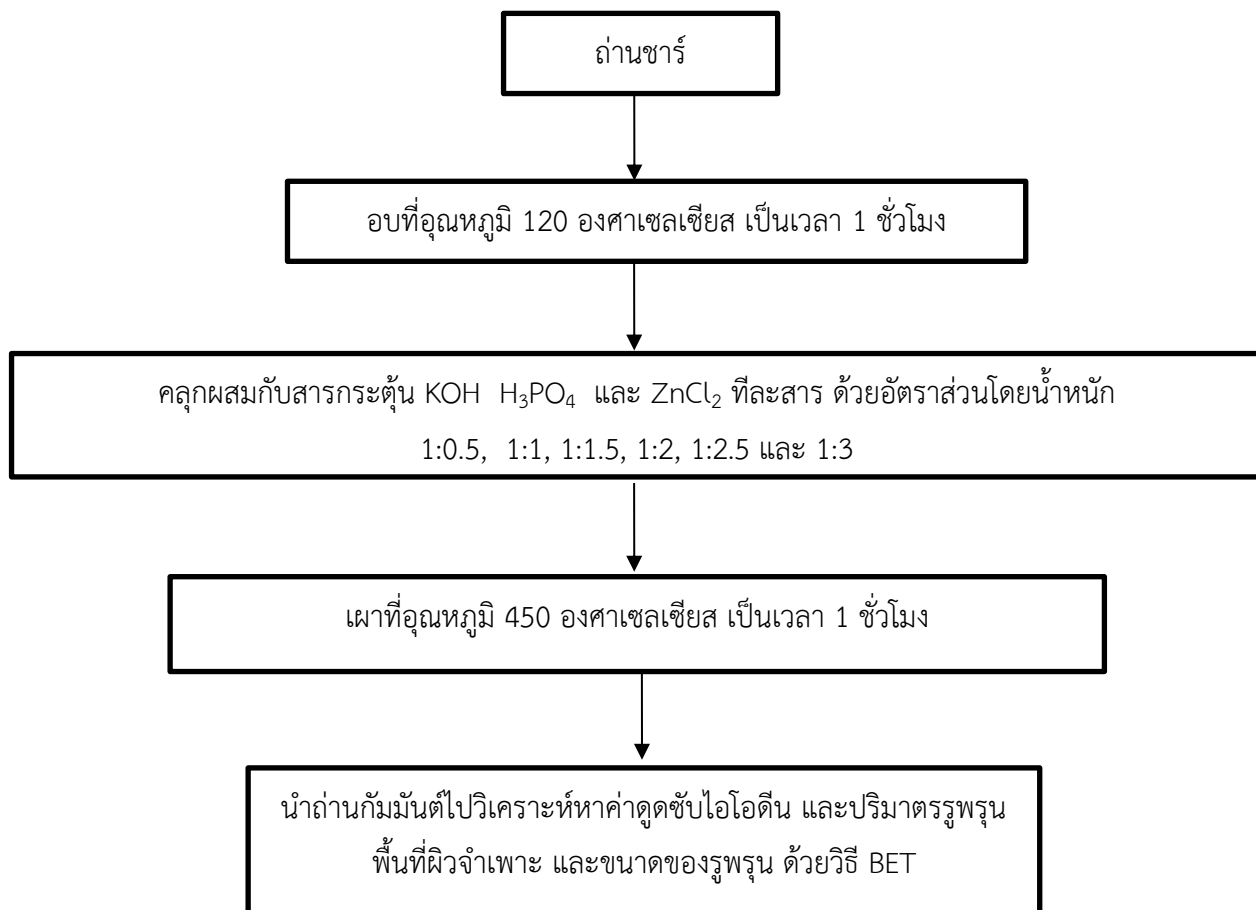 ถ่านชาร์
อบที่อุณหภูมิ 120 องศาเซลเซียส เป็นเวลา 1 ชั่วโมง
คลุกผสมกับสารกระตุ้น KOH H₃PO₄ และ ZnCl₂ ทีละสาร ด้วยอัตราส่วนโดยน้ำหนัก
1:0.5, 1:1, 1:1.5, 1:2, 1:2.5 และ 1:3
เผาที่อุณหภูมิ 450 องศาเซลเซียส เป็นเวลา 1 ชั่วโมง
นำถ่านกัมมันต์ไปวิเคราะห์หาค่าดูดซับไอโอดีน และปริมาตรรูพรุน
พื้นที่ผิวจำเพาะ และขนาดของรูพรุน ด้วยวิธี BET